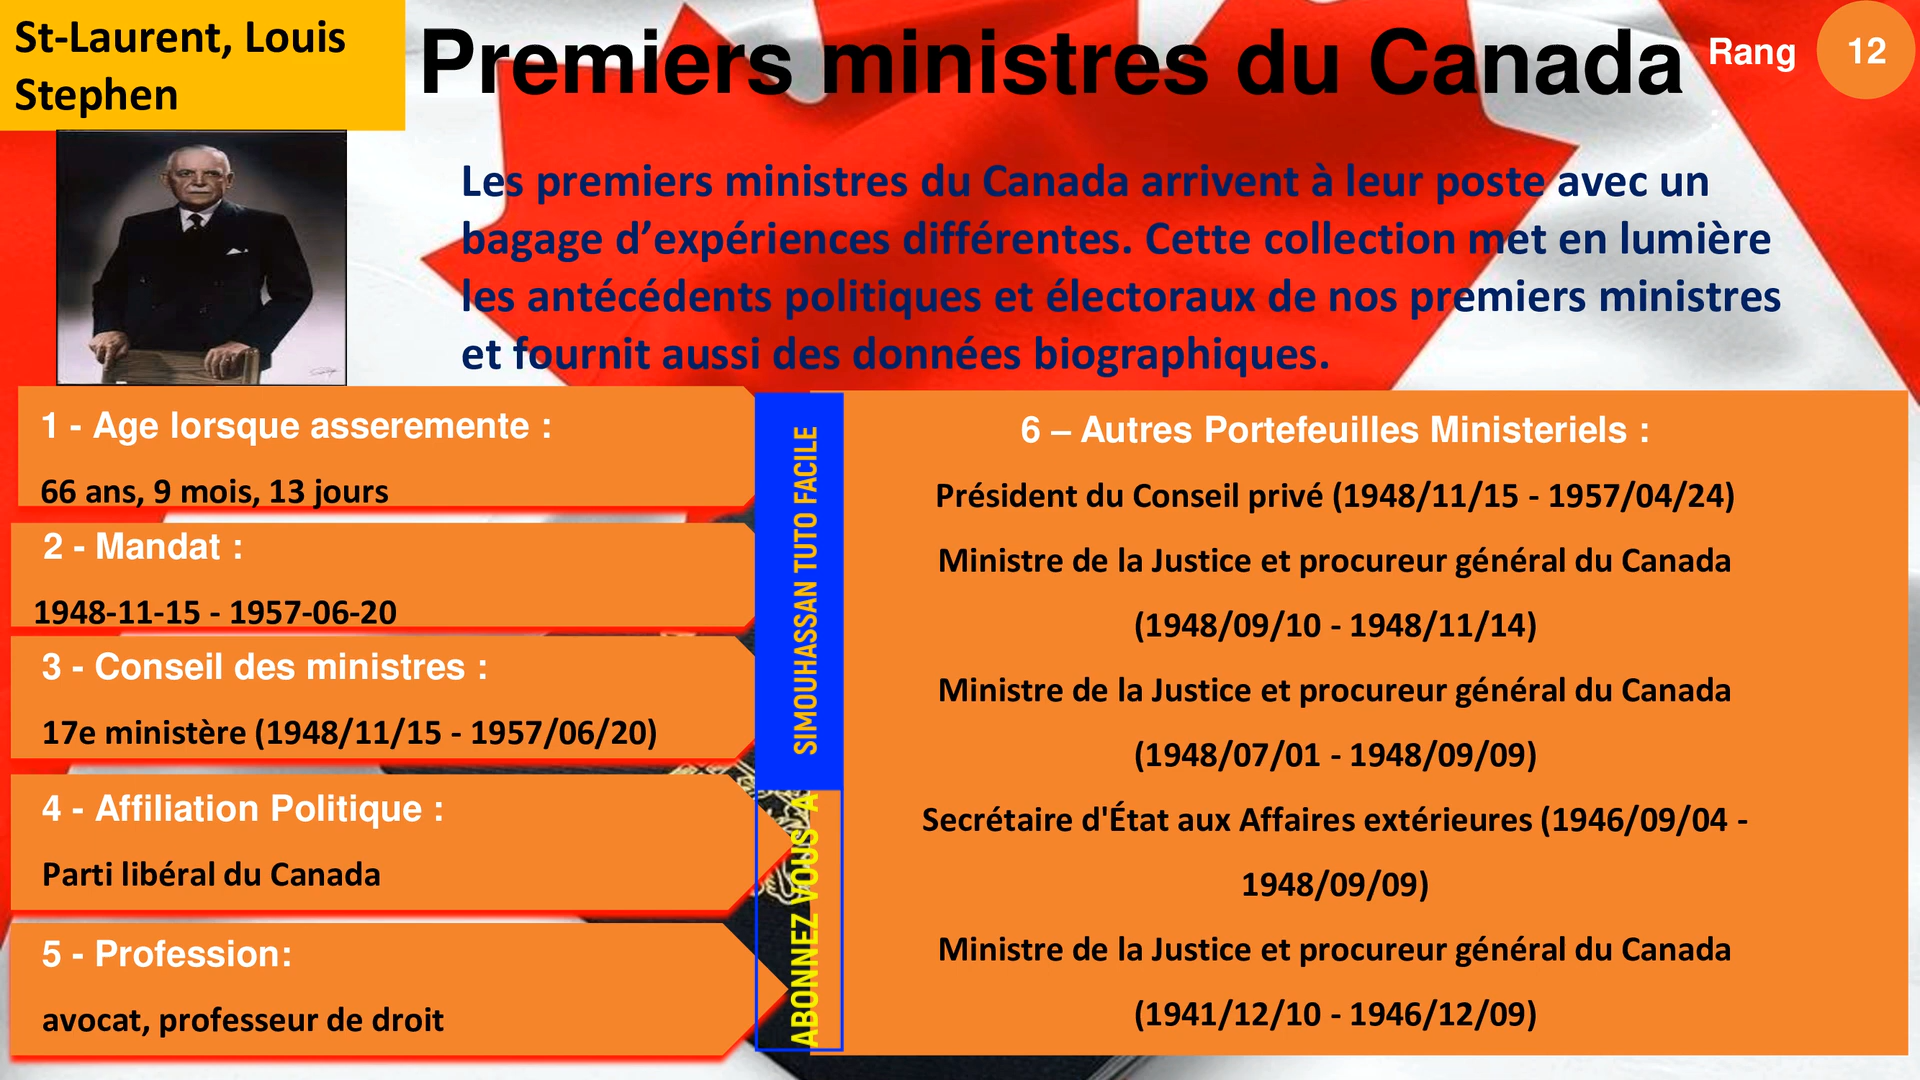 St-Laurent, Louis
Stephen
Premiers ministres du Canada
Rang
12
Les premiers ministres du Canada arrivent à leur poste avec un
bagage d’expériences différentes. Cette collection met en lumière
les antécédents politiques et électoraux de nos premiers ministres
et fournit aussi des données biographiques.
1 - Age lorsque asseremente :
66 ans, 9 mois, 13 jours
2 - Mandat :
1948-11-15 - 1957-06-20
3 - Conseil des ministres :
17e ministère (1948/11/15 - 1957/06/20)
4 - Affiliation Politique :
Parti libéral du Canada
5 - Profession:
avocat, professeur de droit
ABONNEZ VOUS A
SIMOUHASSAN TUTO FACILE
6 – Autres Portefeuilles Ministeriels :
Président du Conseil privé (1948/11/15 - 1957/04/24)
Ministre de la Justice et procureur général du Canada
(1948/09/10 - 1948/11/14)
Ministre de la Justice et procureur général du Canada
(1948/07/01 - 1948/09/09)
Secrétaire d'État aux Affaires extérieures (1946/09/04 -
1948/09/09)
Ministre de la Justice et procureur général du Canada
(1941/12/10 - 1946/12/09)